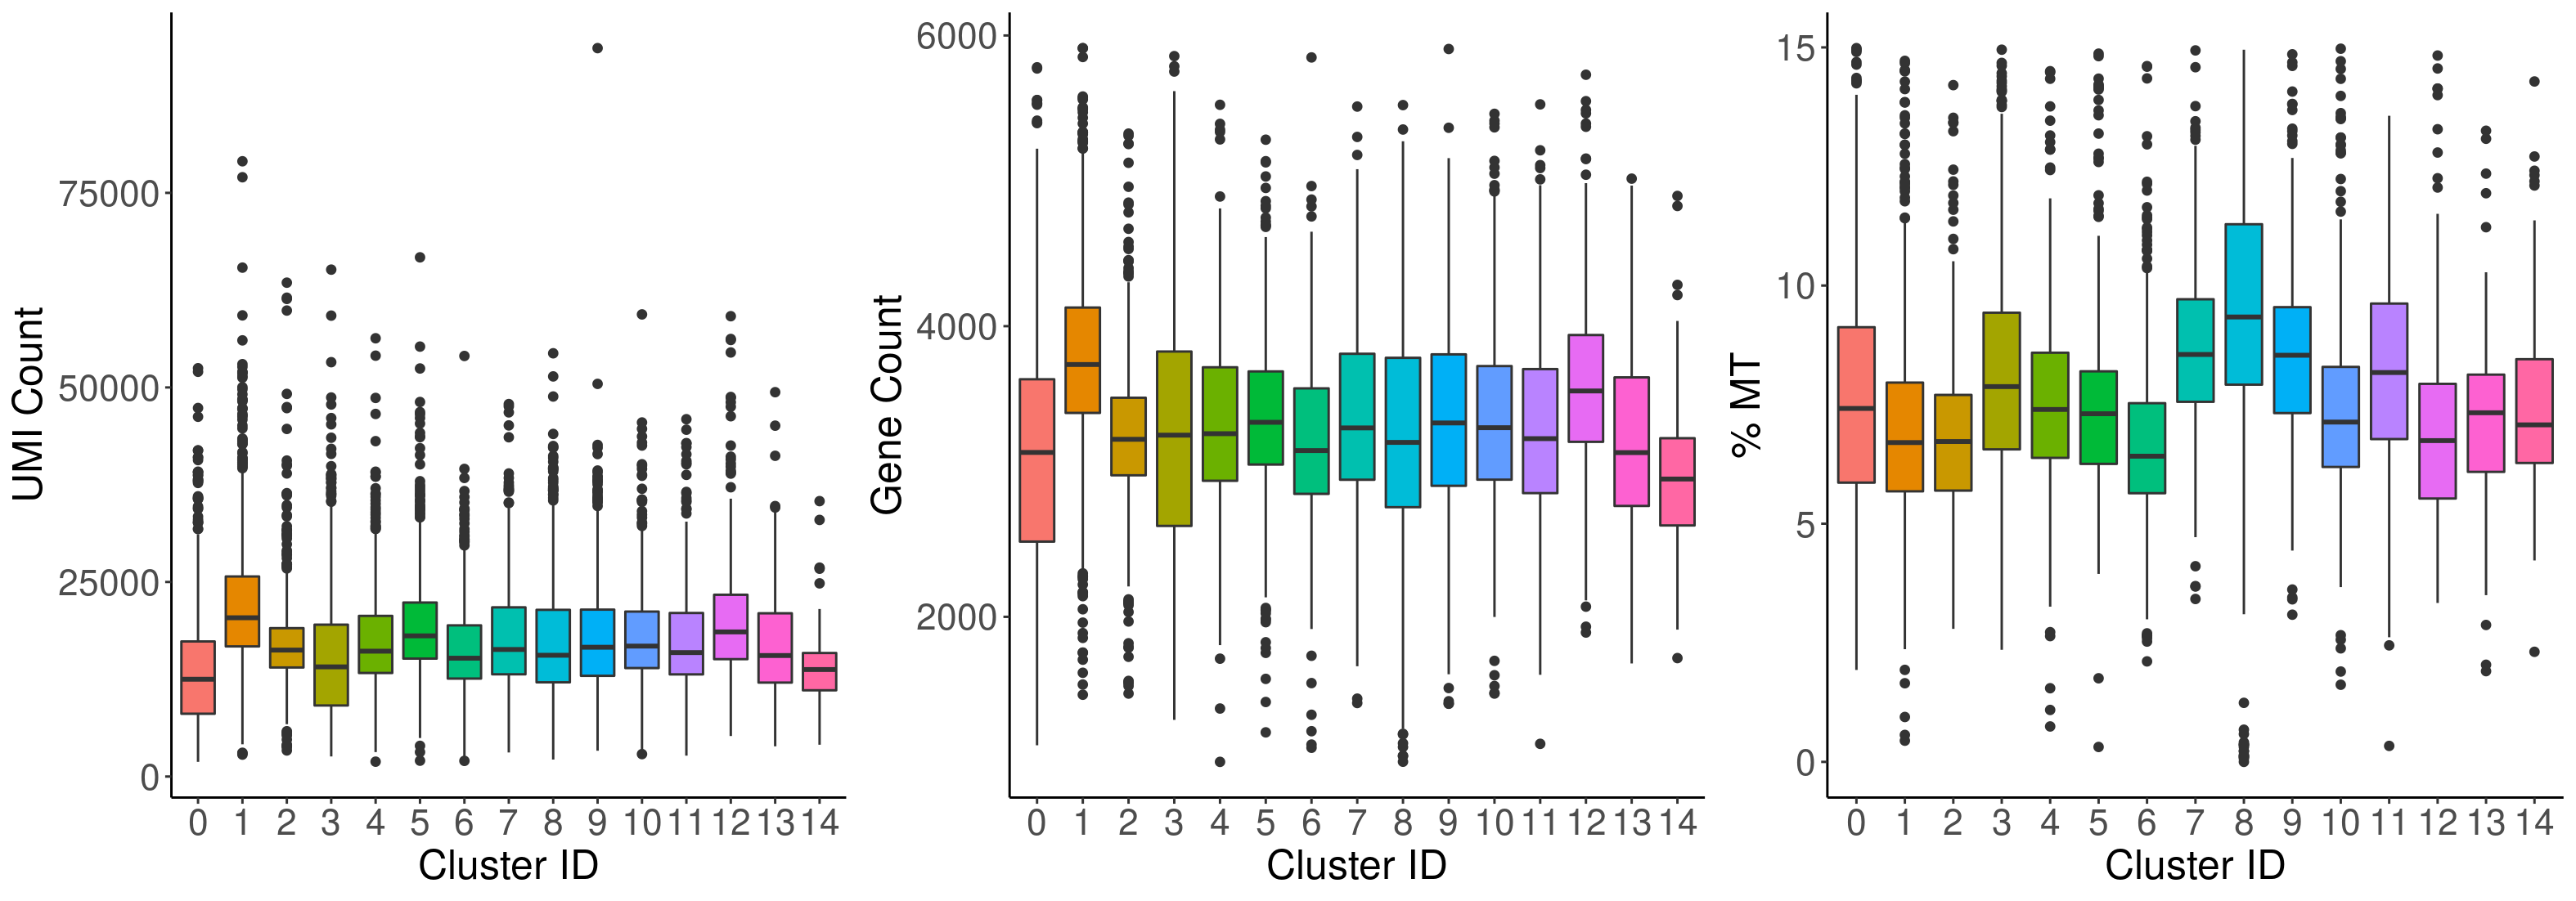 UMI Count
75000
50000
25000
0
0 1 2 3 4 5 6 7 8 9 10 11 12 13 14
Cluster ID
Gene Count
6000
4000
2000
0 1 2 3 4 5 6 7 8 9 10 11 12 13 14
Cluster ID
% MT
15
10
5
0
0 1 2 3 4 5 6 7 8 9 10 11 12 13 14
Cluster ID